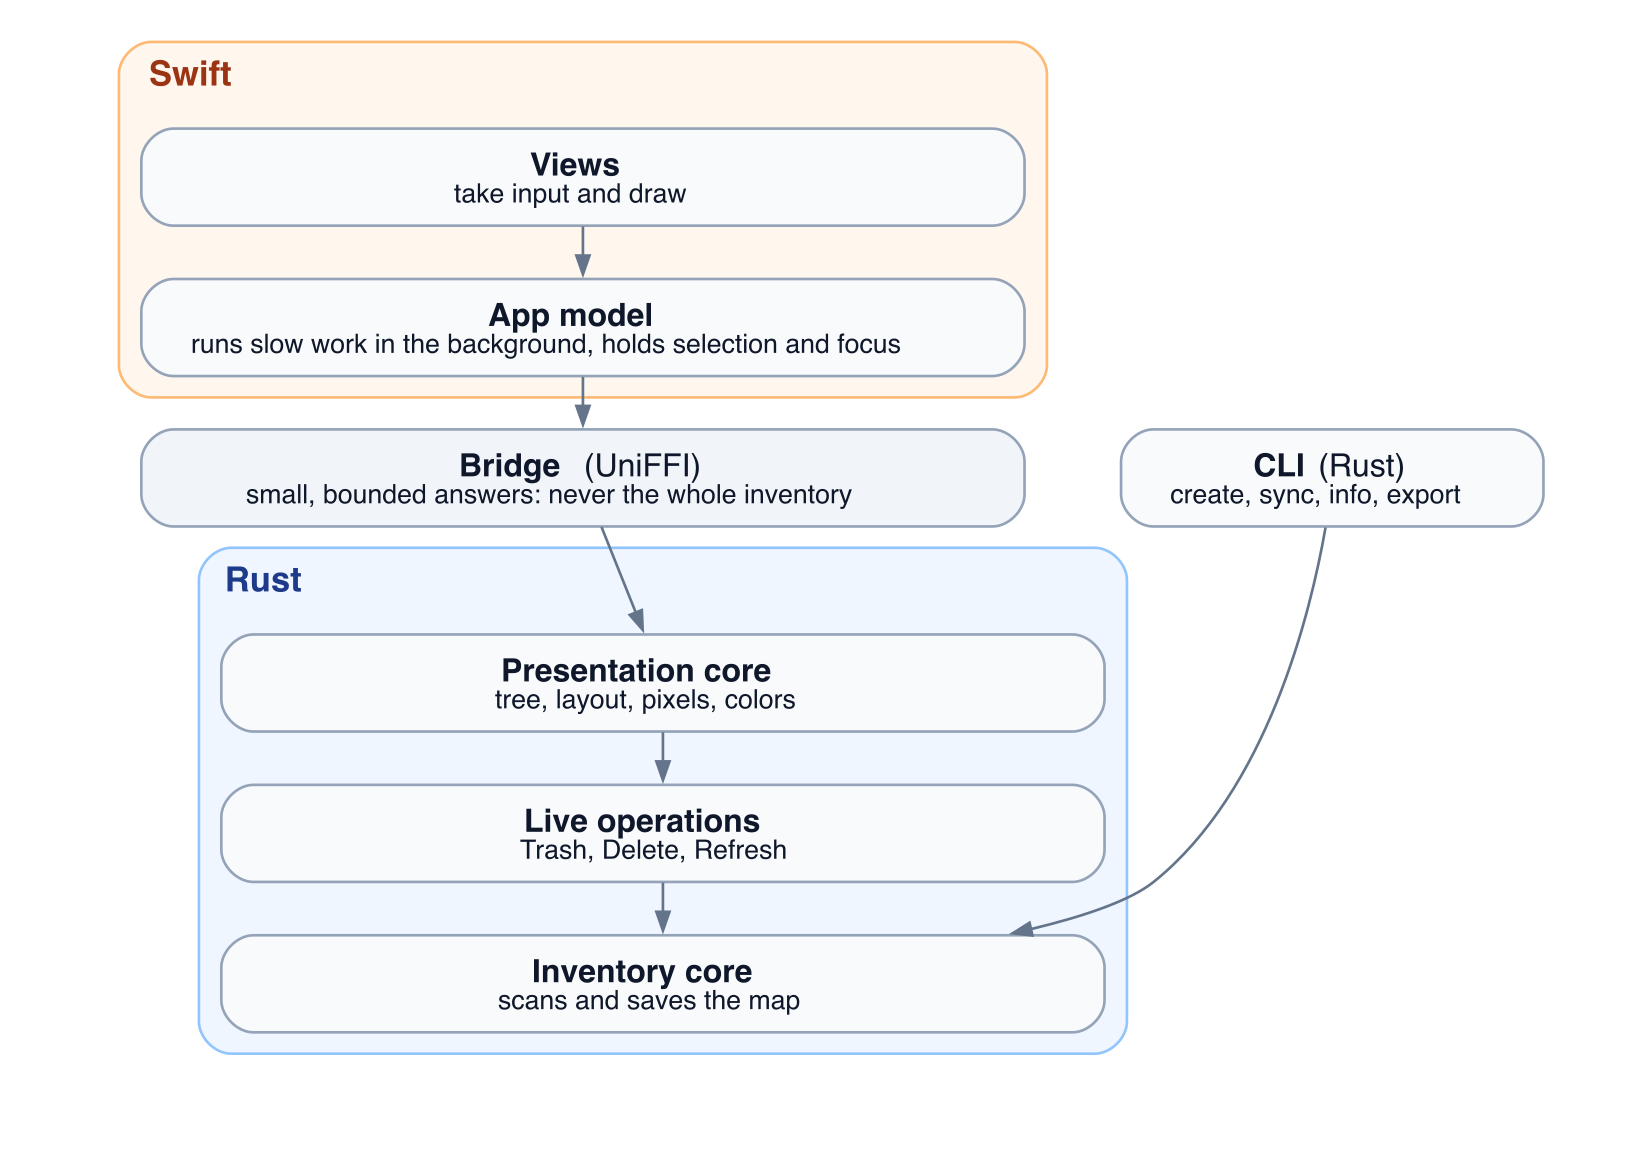 Swift
Views
take input and draw
App model
runs slow work in the background, holds selection and focus
Bridge (UniFFI)
small, bounded answers: never the whole inventory
CLI (Rust)
create, sync, info, export
Rust
Presentation core
tree, layout, pixels, colors
Live operations
Trash, Delete, Refresh
Inventory core
scans and saves the map